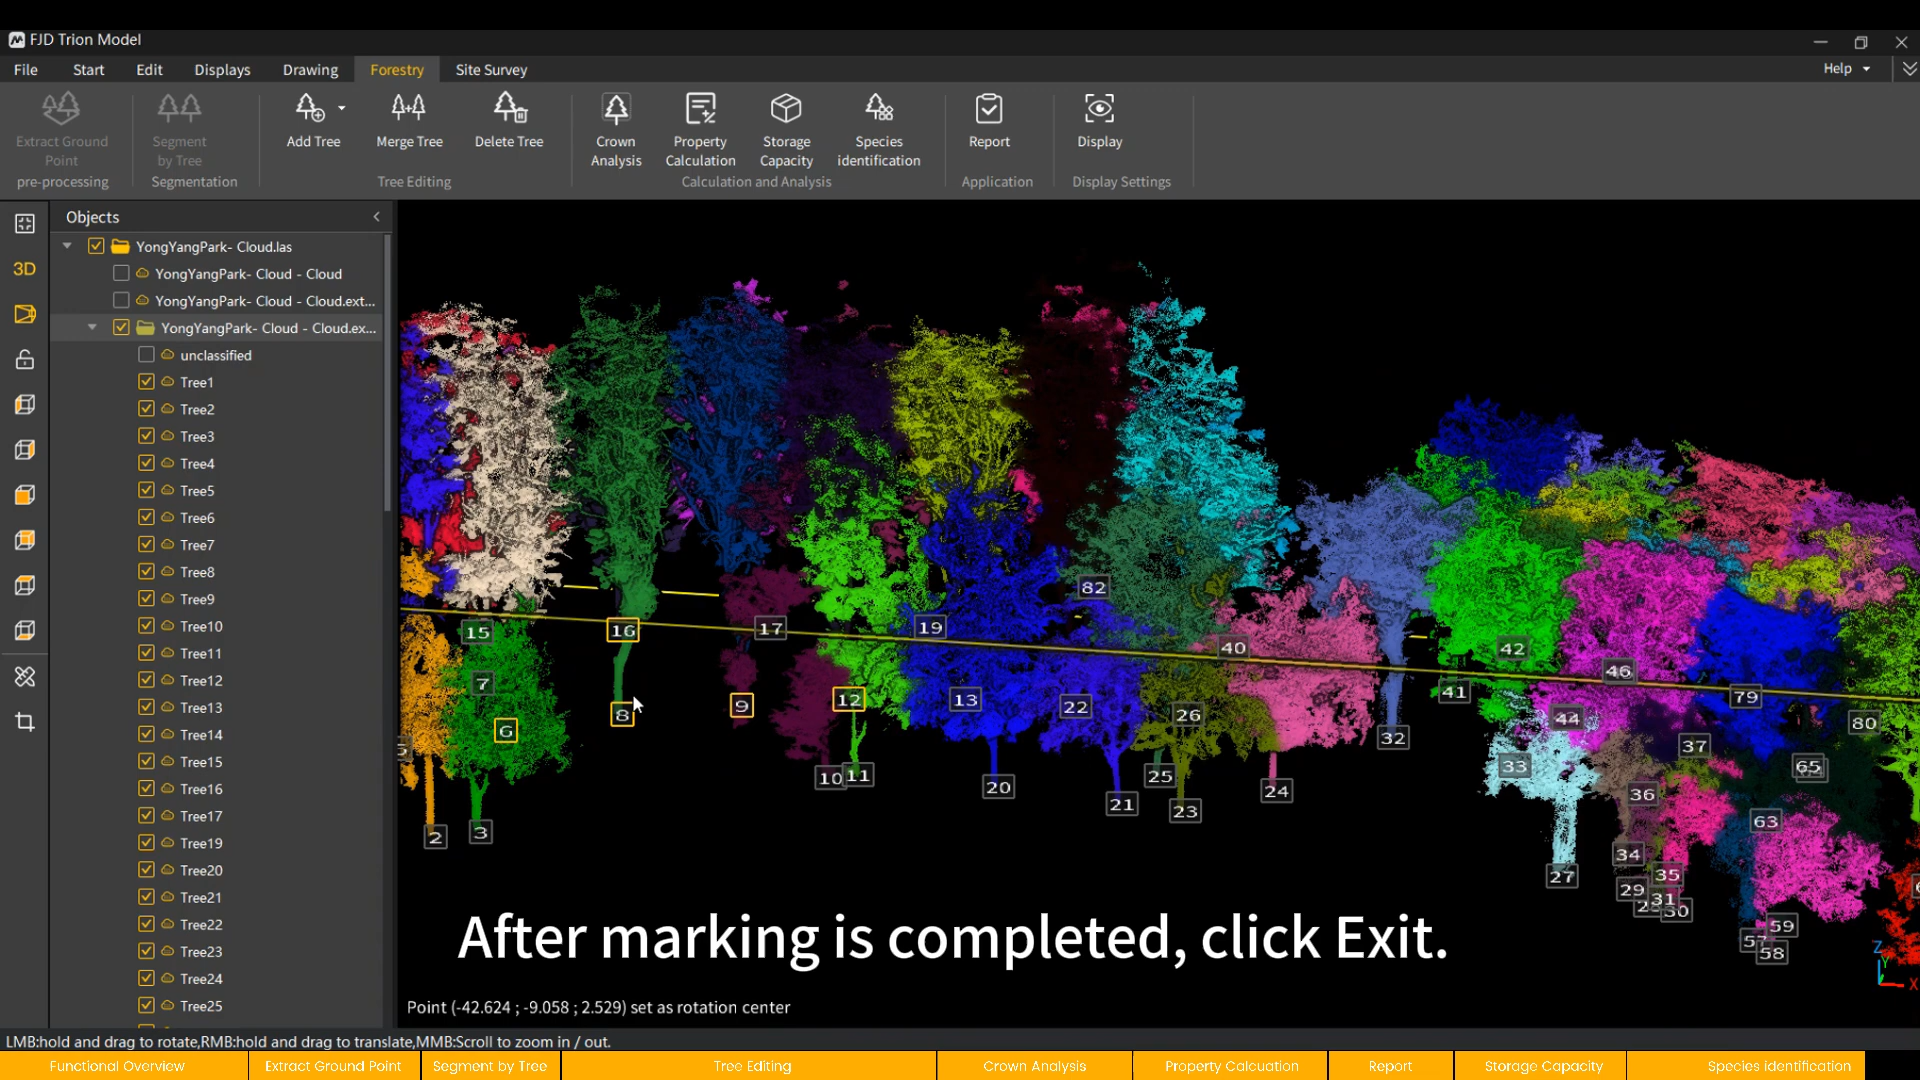 FJD Trion Model
File Start Edit Displays Drawing Forestry Site Survey Help
Extract Ground Point
Segment by Tree
Add Tree
Merge Tree
Delete Tree
Crown Analysis
Property Calculation
Storage Capacity
Species identification
Report
Display
pre-processing Segmentation Tree Editing Calculation and Analysis Application Display Settings
Objects
3D
YongYangPark- Cloud.las
YongYangPark- Cloud - Cloud
YongYangPark- Cloud - Cloud.ext...
YongYangPark- Cloud - Cloud.ex...
unclassified
Tree1
Tree2
Tree3
Tree4
Tree5
Tree6
Tree7
Tree8
Tree9
Tree10
Tree11
Tree12
Tree13
Tree14
Tree15
Tree16
Tree17
Tree19
Tree20
Tree21
Tree22
Tree23
Tree24
Tree25
82
15 16 17 19 40 42 46
7 9 12 13 22 41 79
6 8 26 44 80
32 37
10 11 25 33 65
20 24 36
21 23 63
2 3 34
27 35
29 31
30
59
58
After marking is completed, click Exit.
Z
Y
X
Point (-42.624 ; -9.058 ; 2.529) set as rotation center
LMB:hold and drag to rotate,RMB:hold and drag to translate,MMB:Scroll to zoom in / out.
Functional Overview Extract Ground Point Segment by Tree Tree Editing Crown Analysis Property Calcuation Report Storage Capacity Species identification